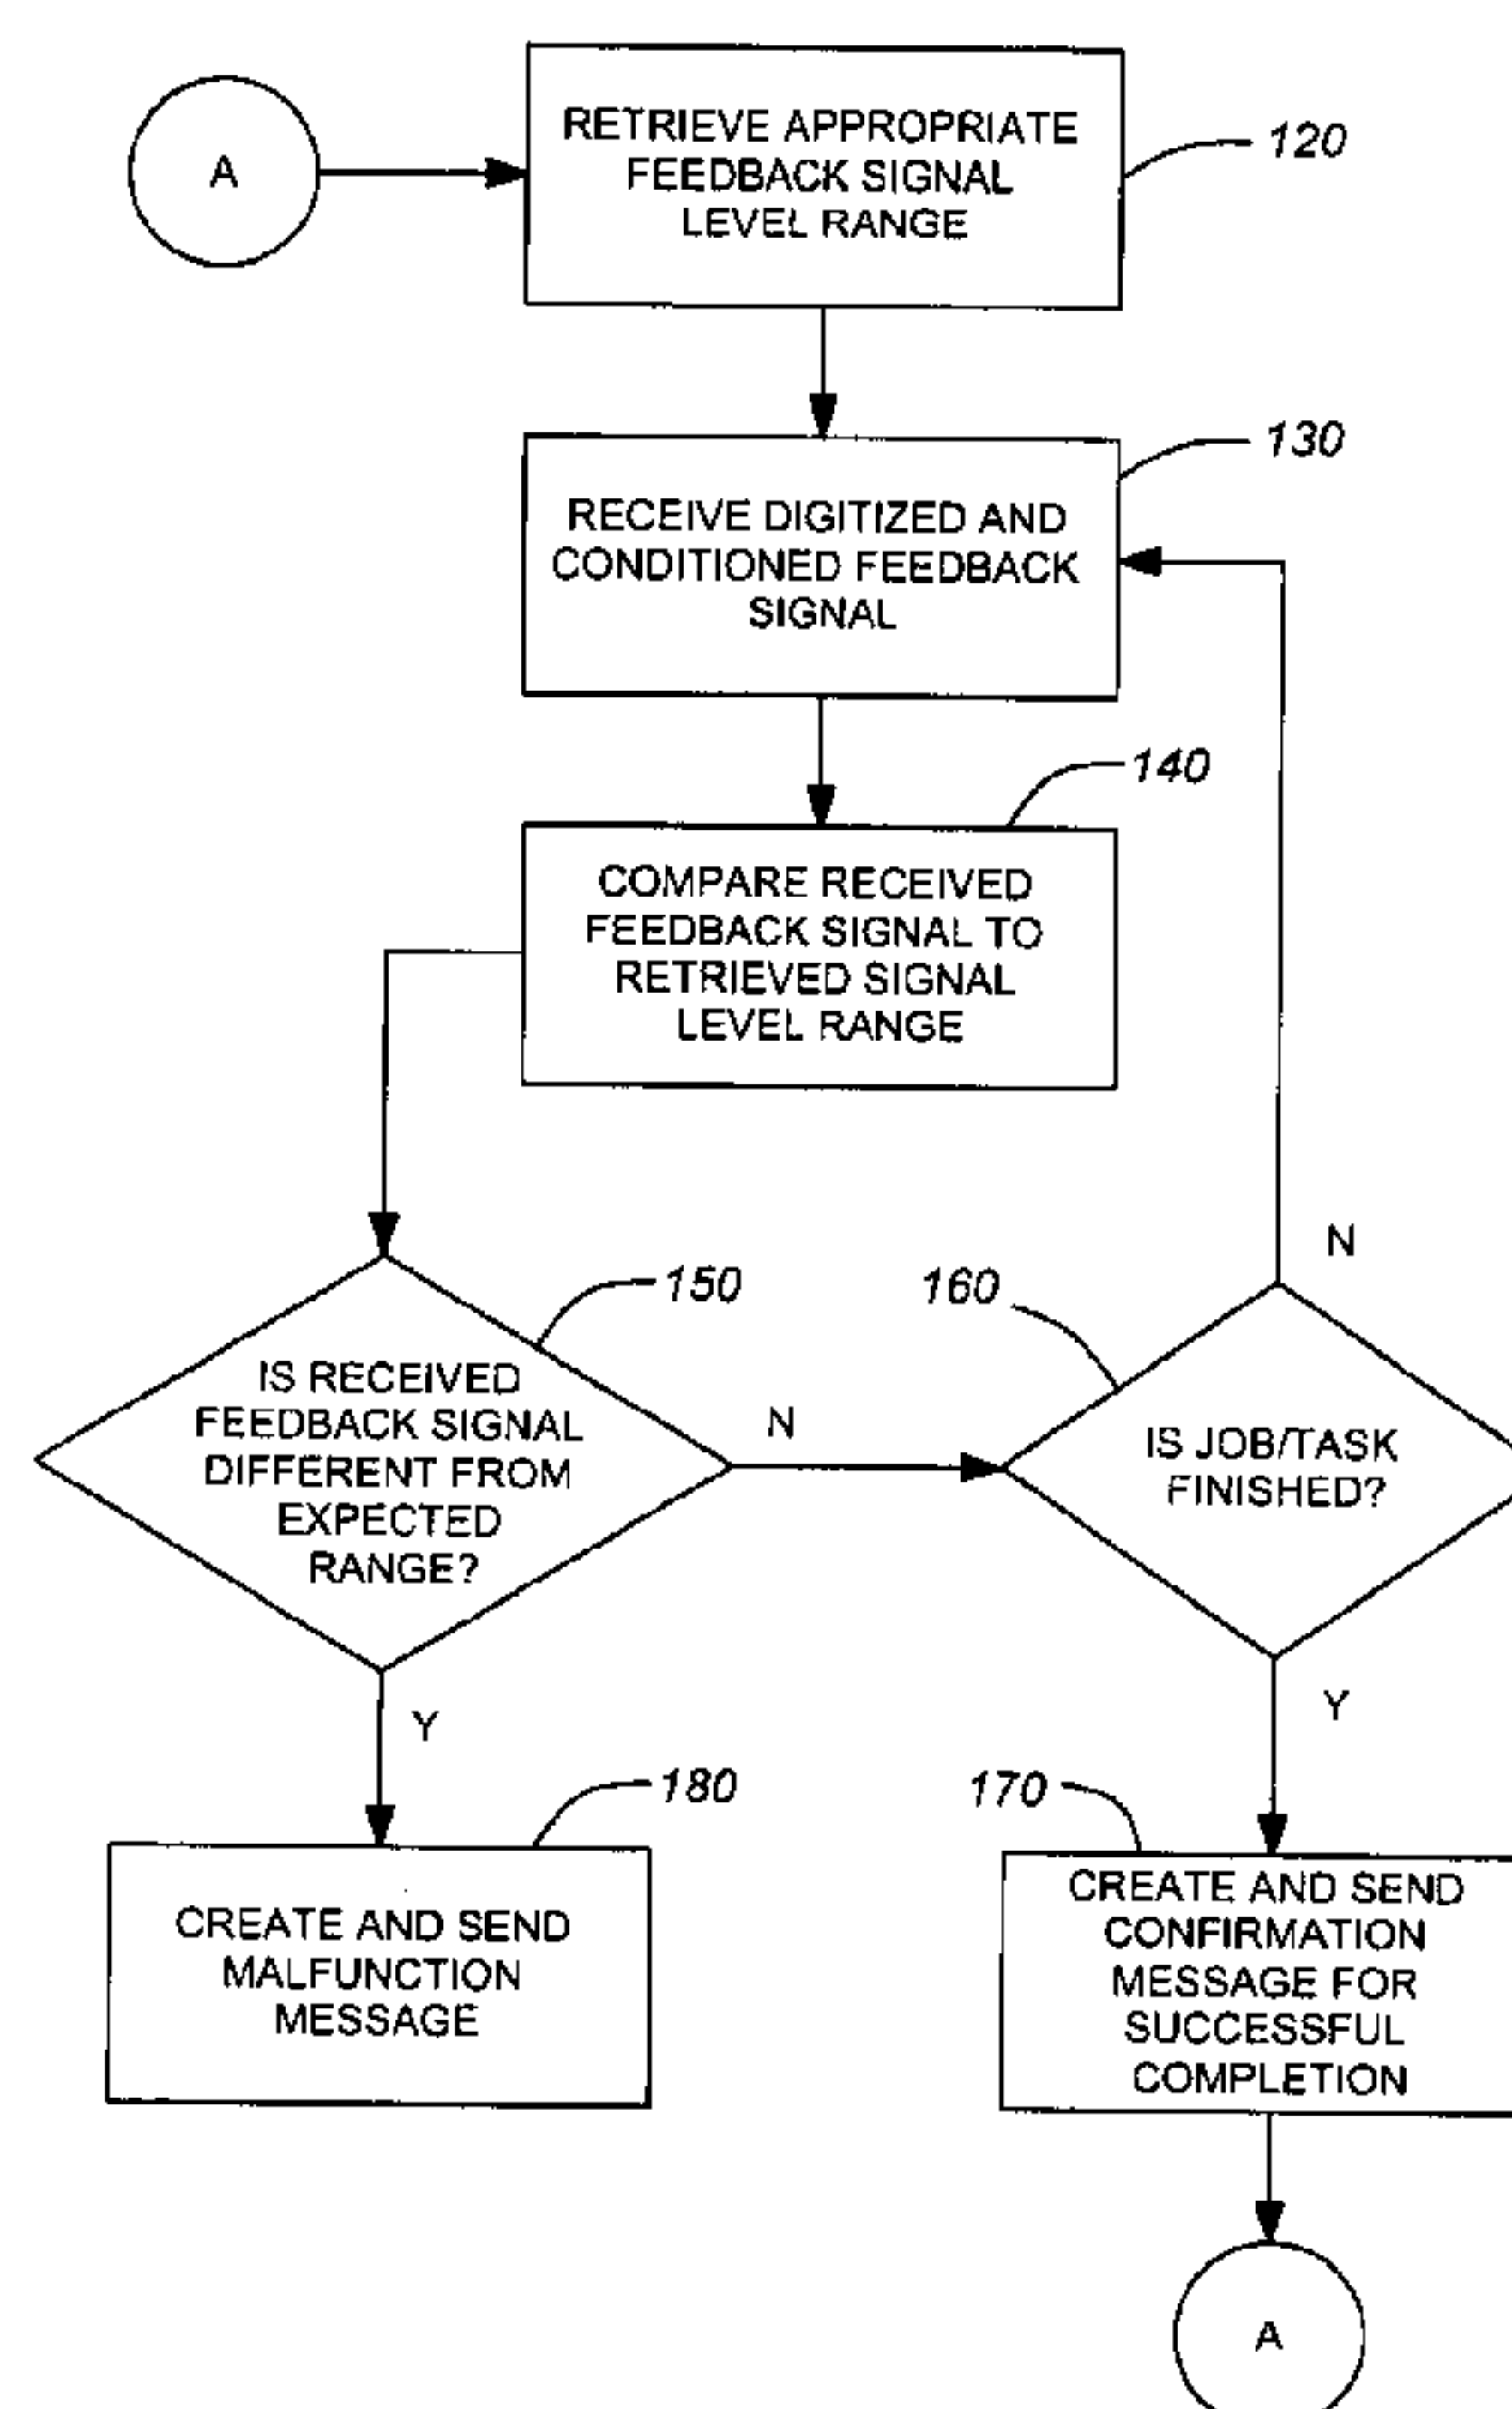 A
RETRIEVE APPROPRIATE
FEEDBACK SIGNAL
LEVEL RANGE
120
RECEIVE DIGITIZED AND
CONDITIONED FEEDBACK
SIGNAL
130
140
COMPARE RECEIVED
FEEDBACK SIGNAL TO
RETRIEVED SIGNAL
LEVEL RANGE
150
IS RECEIVED
FEEDBACK SIGNAL
DIFFERENT FROM
EXPECTED
RANGE?
N
160
IS JOB/TASK
FINISHED?
N
Y
Y
180
CREATE AND SEND
MALFUNCTION
MESSAGE
170
CREATE AND SEND
CONFIRMATION
MESSAGE FOR
SUCCESSFUL
COMPLETION
A